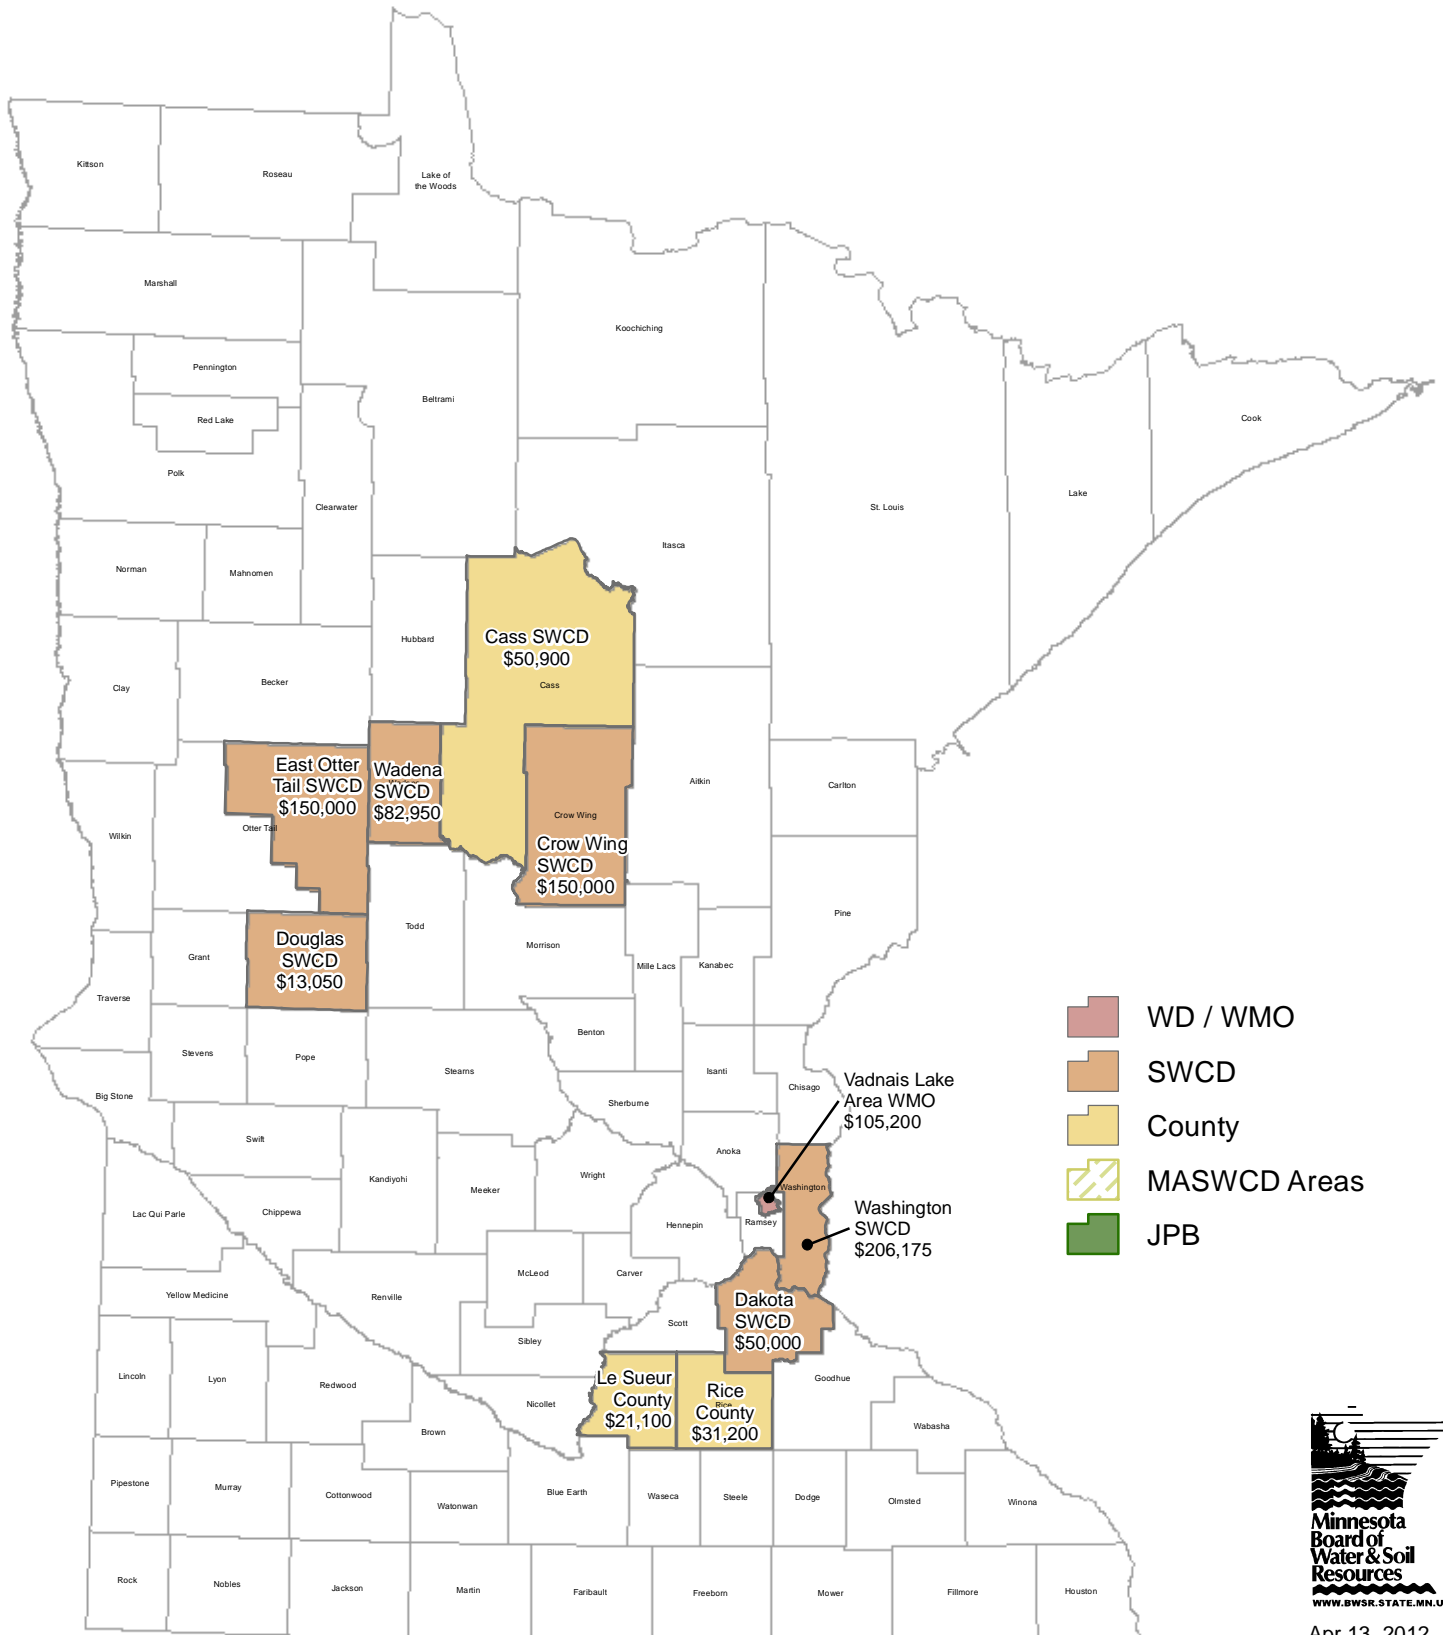 Kittson
Roseau
Lake of
the Woods
Marshall
Koochiching
Pennington
Beltrami
Red Lake
Cook
Polk
Lake
Clearwater
St. Louis
Itasca
Norman
Mahnomen
Hubbard
Cass SWCD
$50,900
Cass
Clay
Becker
East Otter
Tail SWCD
$150,000
Wadena
SWCD
$82,950
Aitkin
Carlton
Otter Tail
Wilkin
Crow Wing
Crow Wing
SWCD
$150,000
Pine
Todd
Morrison
Douglas
SWCD
$13,050
Grant
Mille Lacs
Kanabec
Traverse
Benton
Stevens
Pope
Stearns
Isanti
Chisago
Big Stone
Sherburne
Vadnais Lake
Area WMO
$105,200
Swift
Anoka
Kandiyohi
Meeker
Wright
Washington
Lac Qui Parle
Chippewa
Hennepin
Ramsey
Washington
SWCD
$206,175
McLeod
Carver
Yellow Medicine
Renville
Scott
Dakota
SWCD
$50,000
Sibley
Lincoln
Lyon
Redwood
Le Sueur
County
$21,100
Rice
Rice
County
$31,200
Goodhue
Nicollet
Brown
Wabasha
Pipestone
Murray
Cottonwood
Watonwan
Blue Earth
Waseca
Steele
Dodge
Olmsted
Winona
Rock
Nobles
Jackson
Martin
Faribault
Freeborn
Mower
Fillmore
Houston
WD / WMO
SWCD
County
MASWCD Areas
JPB
Minnesota
Board of
Water & Soil
Resources
WWW.BWSR.STATE.MN.U
Apr 13, 2012